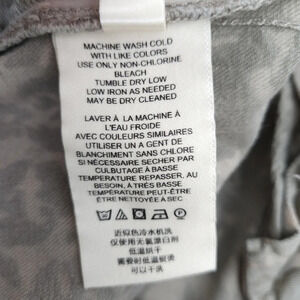 MACHINE WASH COLD
WITH LIKE COLORS
USE ONLY NON-CHLORINE
BLEACH
TUMBLE DRY LOW
LOW IRON AS NEEDED
MAY BE DRY CLEANED
LAVER À LA MACHINE À
L'EAU FROIDE
AVEC COULEURS SIMILAIRES
UTILISER UN A GENT DE
BLANCHIMENT SANS CHLORE
SI NÉCESSAIRE SECHER PAR
CULBUTAGE À BASSE
TEMPERATURE REPASSER, AU
BESOIN, À TRÈS BASSE
TEMPÉRATURE PEUT-ÊTRE
ÊTRE NETTOYÉE À SEC
近似色冷水机洗
仅使用无氯漂白剂
低温烘干
需要时低温熨烫
可以干洗